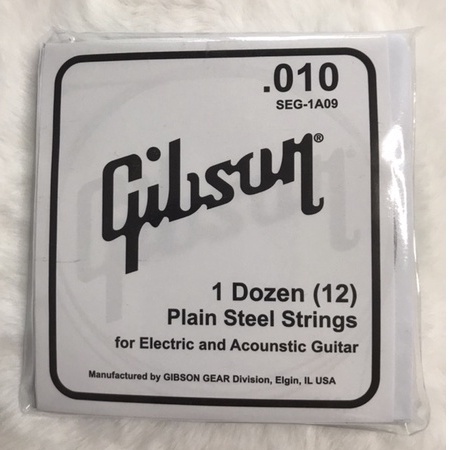 .010
SEG-1A09
Gibson®
1 Dozen (12)
Plain Steel Strings
for Electric and Acounstic Guitar
Manufactured by GIBSON GEAR Division, Elgin, IL USA